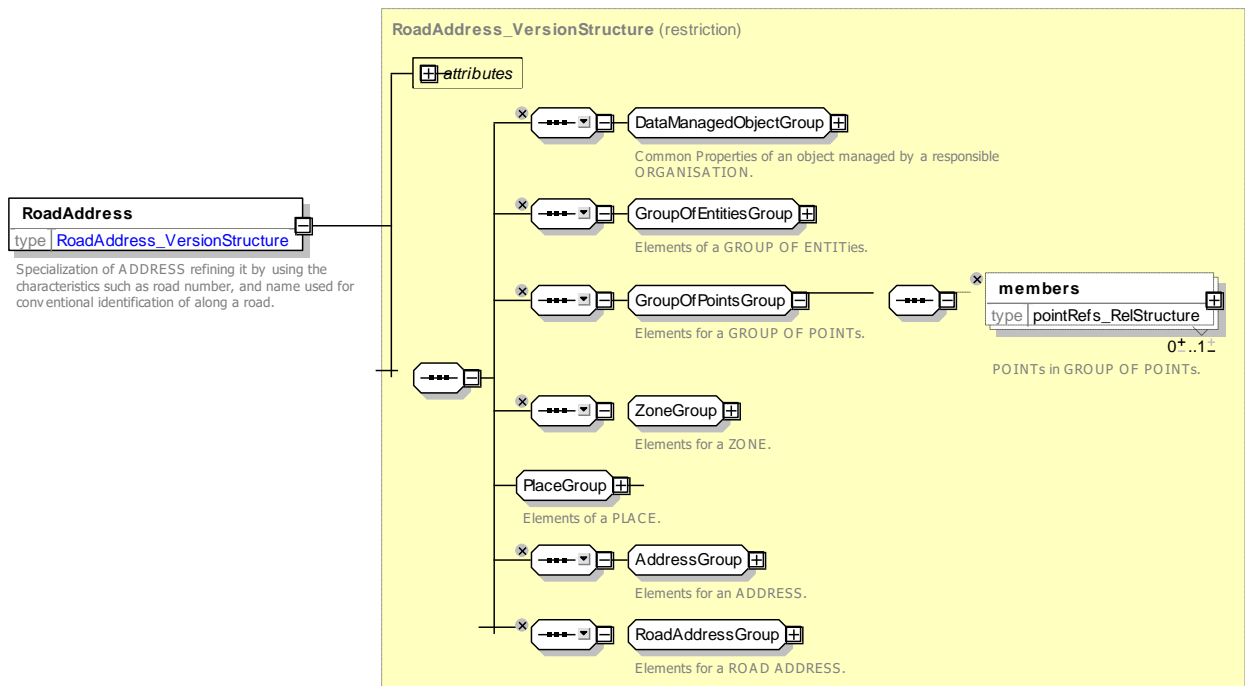 RoadAddress_VersionStructure (restriction)
attributes
DataManagedObjectGroup
Common Properties of an object managed by a responsible
ORGANISATION.
RoadAddress
type RoadAddress_VersionStructure
Specialization of ADDRESS refining it by using the
characteristics such as road number, and name used for
conventional identification of along a road.
GroupOfEntitiesGroup
Elements of a GROUP OF ENTITies.
GroupOfPointsGroup
Elements for a GROUP OF POINTs.
members
type pointRefs_RelStructure
0..1
POINTs in GROUP OF POINTs.
ZoneGroup
Elements for a ZONE.
PlaceGroup
Elements of a PLACE.
AddressGroup
Elements for an ADDRESS.
RoadAddressGroup
Elements for a ROAD ADDRESS.